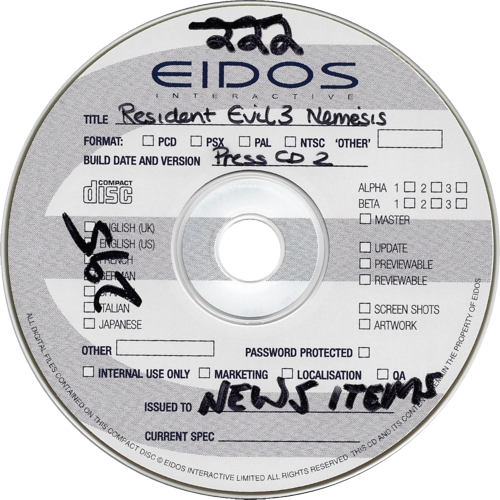 222
EIDOS
INTERACTIVE
TITLE Resident Evil 3 Nemesis
FORMAT: PCD PSX PAL NTSC 'OTHER'
BUILD DATE AND VERSION Press CD 2
COMPACT
disc
ALPHA 1 2 3
BETA 1 2 3
MASTER
ENGLISH (UK)
ENGLISH (US)
FRENCH
GERMAN
ITALIAN
JAPANESE
UPDATE
PREVIEWABLE
REVIEWABLE
SCREEN SHOTS
ARTWORK
OTHER PASSWORD PROTECTED
INTERNAL USE ONLY MARKETING LOCALISATION QA
ISSUED TO NEWS ITEMS
CURRENT SPEC
ALL DIGITAL FILES CONTAINED ON THIS COMPACT DISC © EIDOS INTERACTIVE LIMITED ALL RIGHTS RESERVED. THIS CD AND ITS CONTENTS REMAIN IN THE PROPERTY OF EIDOS